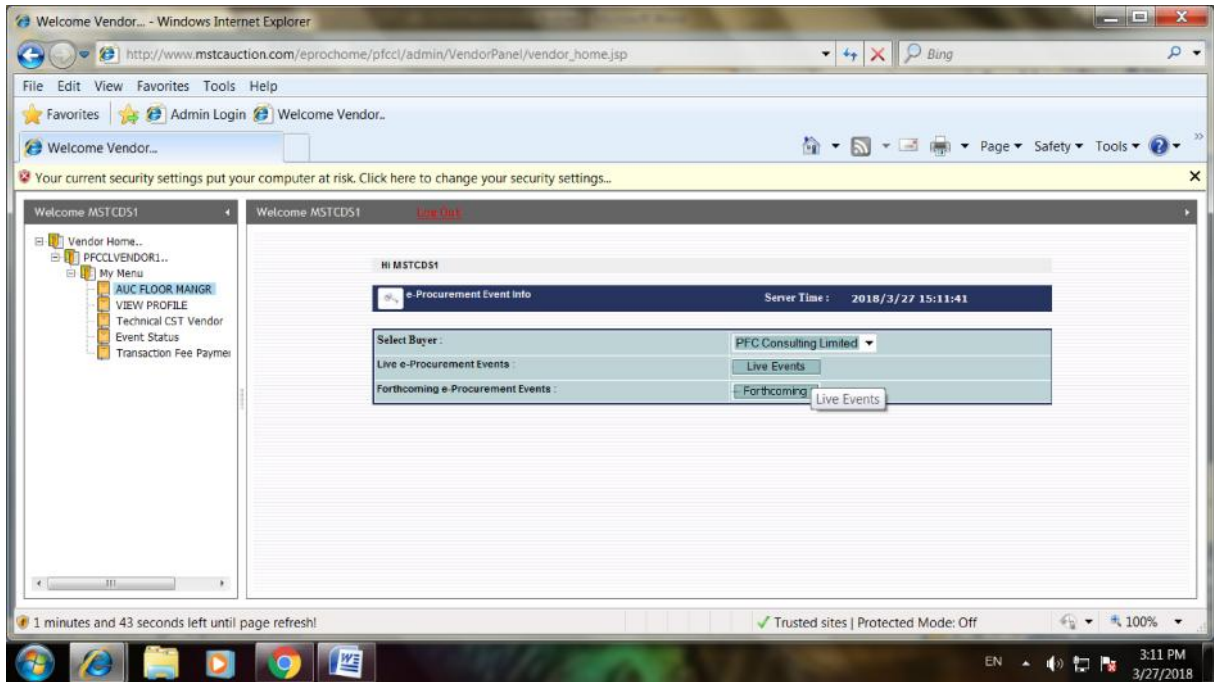 Welcome Vendor... - Windows Internet Explorer
http://www.mstcauction.com/eprochome/pfccl/admin/VendorPanel/vendor_home.jsp
Bing
File Edit View Favorites Tools Help
Favorites Admin Login Welcome Vendor..
Welcome Vendor... Page Safety Tools
Your current security settings put your computer at risk. Click here to change your security settings...
Welcome MSTCDS1
Vendor Home..
PFCCLVENDOR1..
My Menu
AUC FLOOR MANGR
VIEW PROFILE
Technical CST Vendor
Event Status
Transaction Fee Paymen
Welcome MSTCDS1 Log Out
Hi MSTCDS1
e-Procurement Event Info Server Time : 2018/3/27 15:11:41
Select Buyer : PFC Consulting Limited
Live e-Procurement Events : Live Events
Forthcoming e-Procurement Events : Forthcoming
Live Events
1 minutes and 43 seconds left until page refresh! Trusted sites | Protected Mode: Off 100%
EN 3:11 PM
3/27/2018